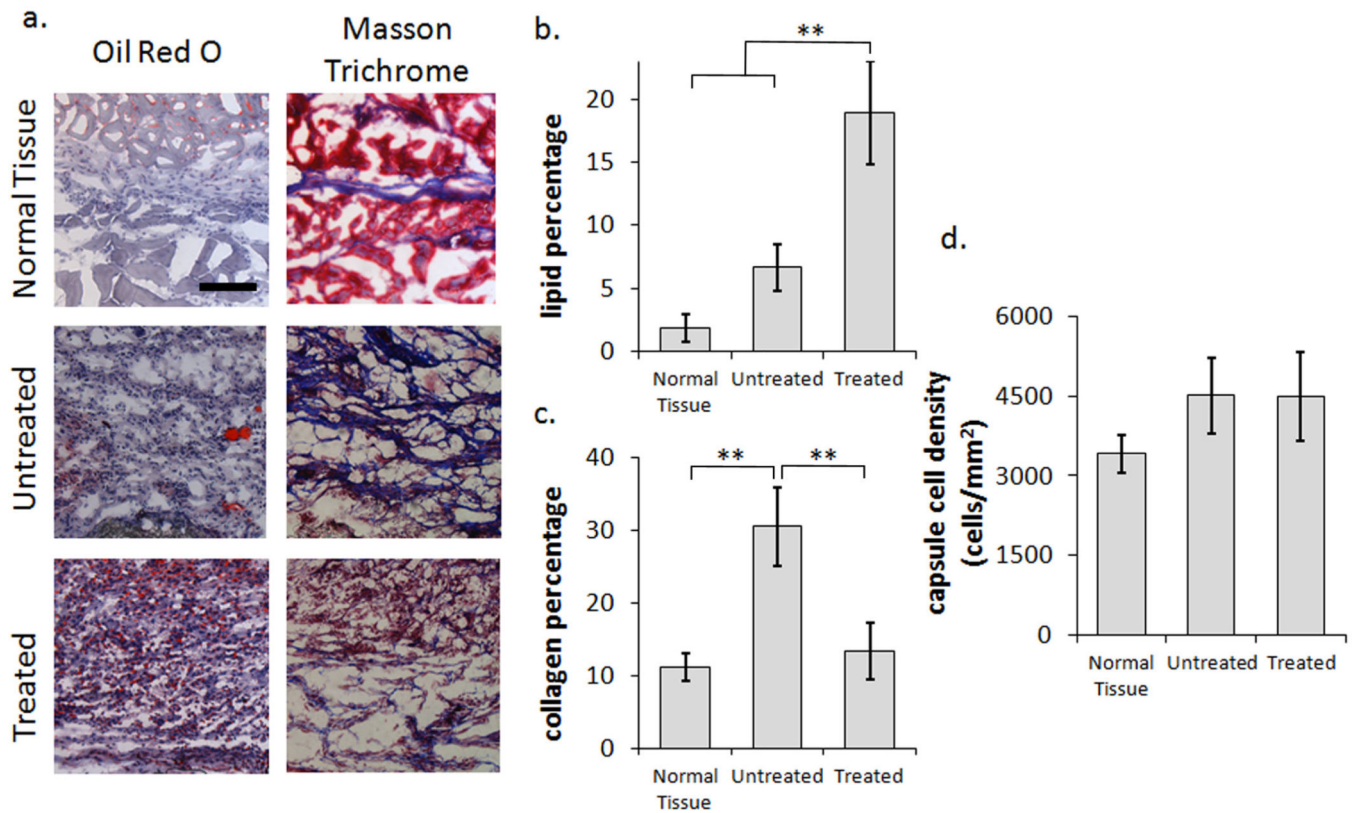 a.
Oil Red O
Masson
Trichrome
Normal Tissue
Untreated
Treated
b.
**
lipid percentage
20
15
10
5
0
Normal
Tissue
Untreated
Treated
c.
**
**
collagen percentage
40
30
20
10
0
Normal
Tissue
Untreated
Treated
d.
capsule cell density
(cells/mm²)
6000
4500
3000
1500
0
Normal
Tissue
Untreated
Treated